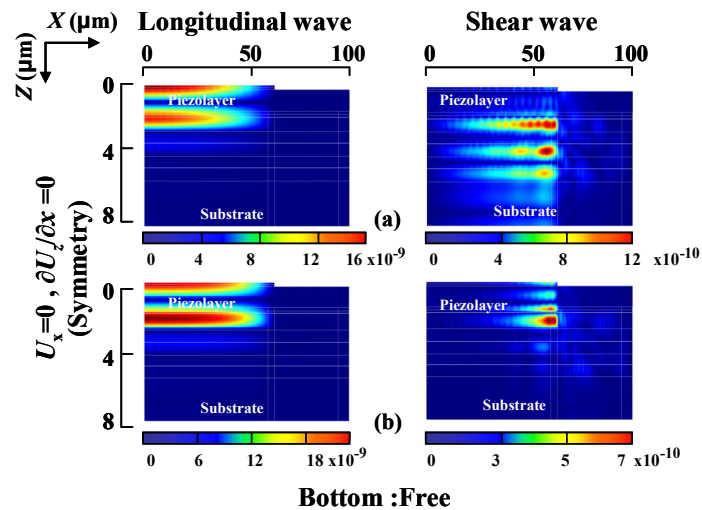 Longitudinal wave
Shear wave
X (μm)
Z (μm)
0 50 100
0 50 100
0
4
8
Piezolayer
Substrate
Piezolayer
Substrate
(a)
0 4 8 12 16 x10⁻⁹
0 4 8 12 x10⁻¹⁰
Uₓ=0 , ∂U_z/∂x =0
(Symmetry)
0
4
8
Piezolayer
Substrate
Piezolayer
Substrate
(b)
0 6 12 18 x10⁻⁹
0 3 5 7 x10⁻¹⁰
Bottom :Free